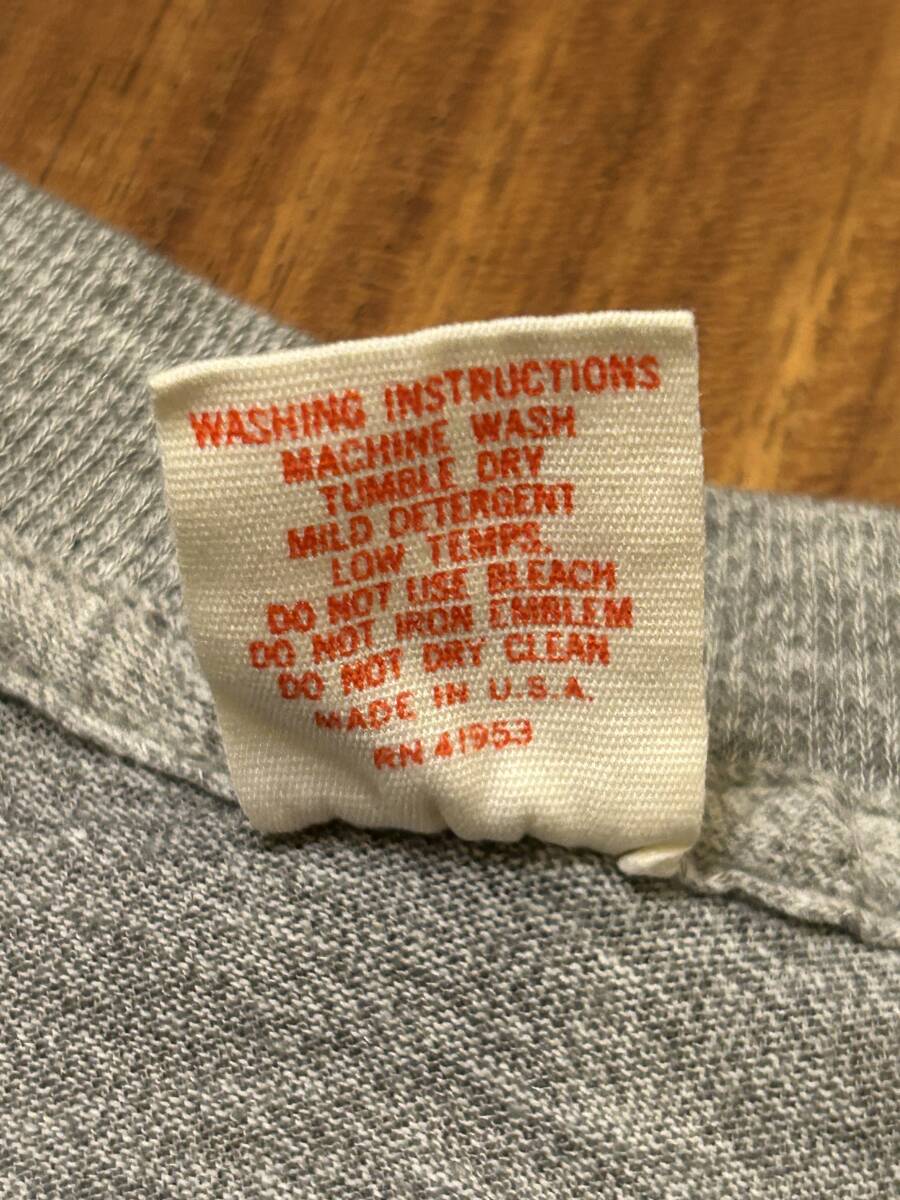 WASHING INSTRUCTIONS
MACHINE WASH
TUMBLE DRY
MILD DETERGENT
LOW TEMPS.
DO NOT USE BLEACH
DO NOT IRON EMBLEM
DO NOT DRY CLEAN
MADE IN U.S.A.
RN 41953